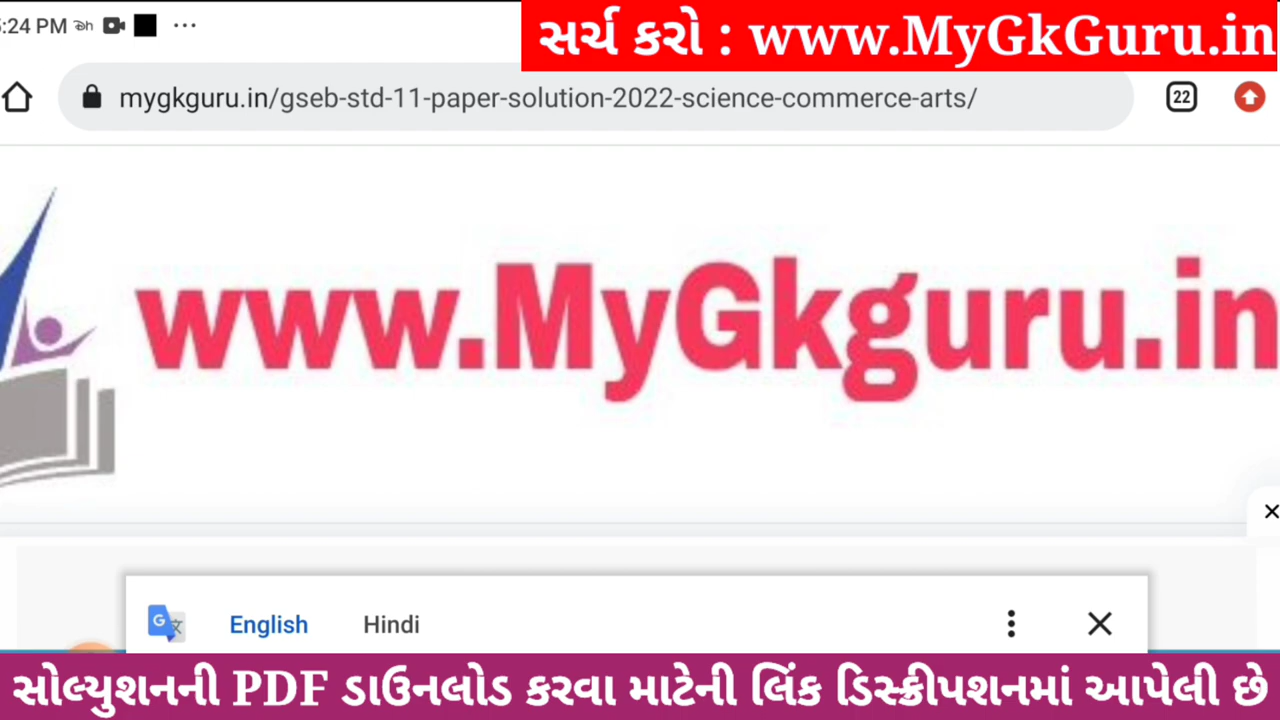 :24 PM
સર્ચ કરો : www.MyGkGuru.in
mygkguru.in/gseb-std-11-paper-solution-2022-science-commerce-arts/
22
www.MyGkguru.in
English Hindi
સોલ્યુશનની PDF ડાઉનલોડ કરવા માટેની લિંક ડિસ્ક્રીપશનમાં આપેલી છે